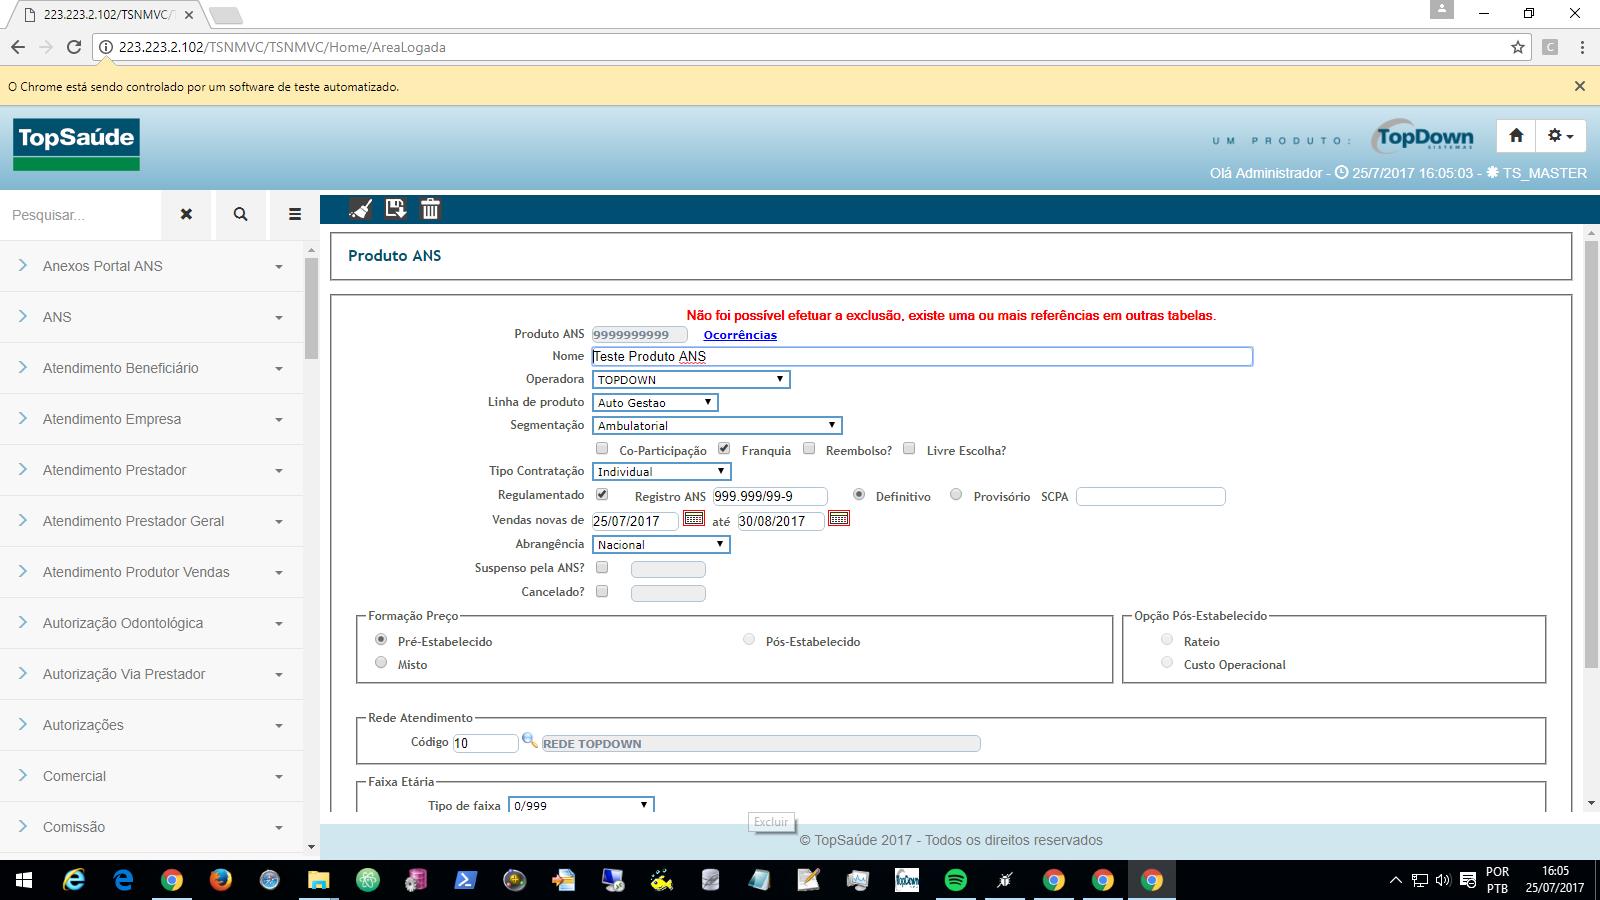 223.223.2.102/TSNMVC/T
223.223.2.102/TSNMVC/TSNMVC/Home/AreaLogada
C
O Chrome está sendo controlado por um software de teste automatizado.
TopSaúde
UM PRODUTO:
TopDown
SISTEMAS
Olá Administrador - 25/7/2017 16:05:03 - TS_MASTER
Pesquisar...
Anexos Portal ANS
ANS
Atendimento Beneficiário
Atendimento Empresa
Atendimento Prestador
Atendimento Prestador Geral
Atendimento Produtor Vendas
Autorização Odontológica
Autorização Via Prestador
Autorizações
Comercial
Comissão
Produto ANS
Não foi possível efetuar a exclusão, existe uma ou mais referências em outras tabelas.
Produto ANS 9999999999 Ocorrências
Nome Teste Produto ANS
Operadora TOPDOWN
Linha de produto Auto Gestao
Segmentação Ambulatorial
Co-Participação Franquia Reembolso? Livre Escolha?
Tipo Contratação Individual
Regulamentado Registro ANS 999.999/99-9 Definitivo Provisório SCPA
Vendas novas de 25/07/2017 até 30/08/2017
Abrangência Nacional
Suspenso pela ANS?
Cancelado?
Formação Preço
Pré-Estabelecido Pós-Estabelecido
Misto
Opção Pós-Estabelecido
Rateio
Custo Operacional
Rede Atendimento
Código 10 REDE TOPDOWN
Faixa Etária
Tipo de faixa 0/999
Excluir
© TopSaúde 2017 - Todos os direitos reservados
TopDown
POR
PTB
16:05
25/07/2017